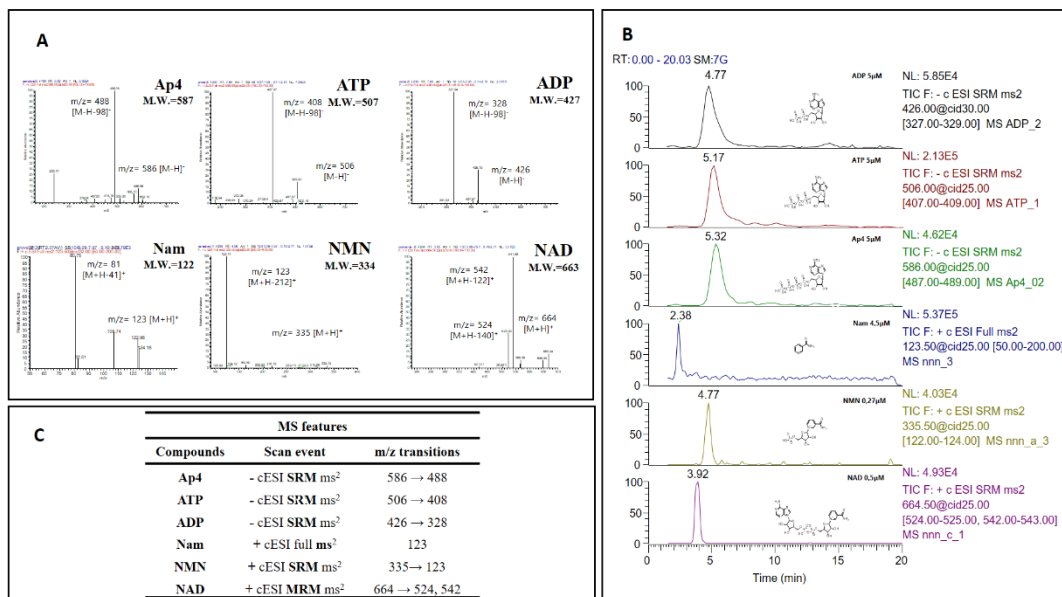 A
Ap4
M.W.=587
m/z= 488
[M-H-98]⁻
m/z= 586 [M-H]⁻
ATP
M.W.=507
m/z= 408
[M-H-98]⁻
m/z= 506
[M-H]⁻
ADP
M.W.=427
m/z= 328
[M-H-98]⁻
m/z= 426
[M-H]⁻
Nam
M.W.=122
m/z= 81
[M+H-41]⁺
m/z= 123 [M+H]⁺
NMN
M.W.=334
m/z= 123
[M+H-212]⁺
m/z= 335 [M+H]⁺
NAD
M.W.=663
m/z= 542
[M+H-122]⁺
m/z= 524
[M+H-140]⁺
m/z= 664
[M+H]⁺
B
RT: 0.00 - 20.03 SM:7G
4.77
ADP 5µM
NL: 5.85E4
TIC F: - c ESI SRM ms2
426.00@cid30.00
[327.00-329.00] MS ADP_2
5.17
ATP 5µM
NL: 2.13E5
TIC F: - c ESI SRM ms2
506.00@cid25.00
[407.00-409.00] MS ATP_1
5.32
Ap4 5µM
NL: 4.62E4
TIC F: - c ESI SRM ms2
586.00@cid25.00
[487.00-489.00] MS Ap4_02
2.38
Nam 4,5µM
NL: 5.37E5
TIC F: + c ESI Full ms2
123.50@cid25.00 [50.00-200.00]
MS nnn_3
4.77
NMN 0,27µM
NL: 4.03E4
TIC F: + c ESI SRM ms2
335.50@cid25.00
[122.00-124.00] MS nnn_a_3
3.92
NAD 0,5µM
NL: 4.93E4
TIC F: + c ESI SRM ms2
664.50@cid25.00
[524.00-525.00, 542.00-543.00]
MS nnn_c_1
100
50
0
0 5 10 15 20
Time (min)
C
MS features
Compounds Scan event m/z transitions
Ap4 - cESI SRM ms² 586 → 488
ATP - cESI SRM ms² 506 → 408
ADP - cESI SRM ms² 426 → 328
Nam + cESI full ms² 123
NMN + cESI SRM ms² 335→ 123
NAD + cESI MRM ms² 664 → 524, 542